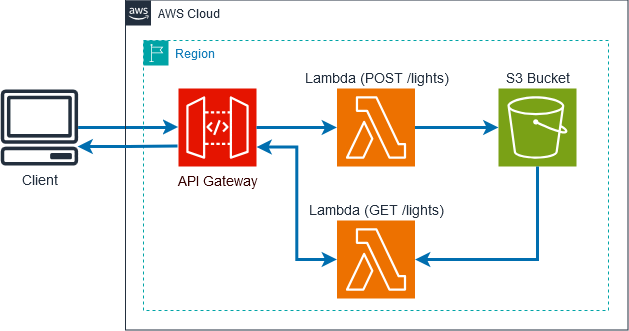 aws
AWS Cloud
Region
Lambda (POST /lights)
S3 Bucket
</>
Client
API Gateway
Lambda (GET /lights)